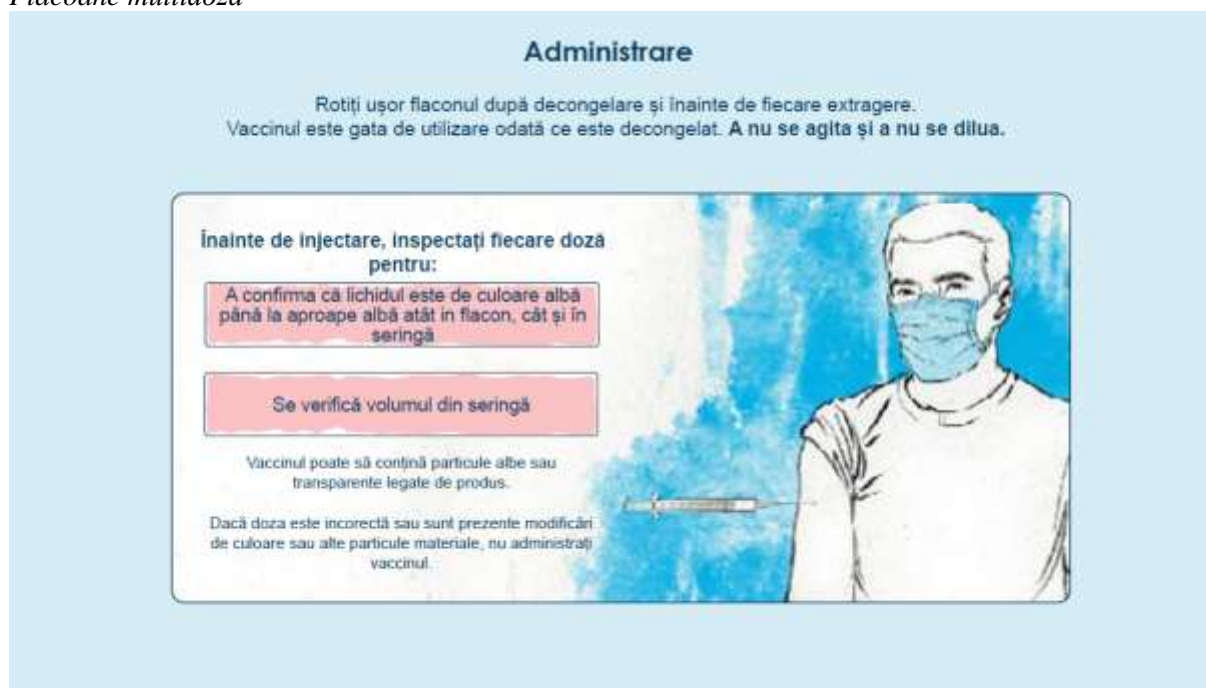 Flacoane multidoză
Administrare
Rotiți ușor flaconul după decongelare și înainte de fiecare extragere.
Vaccinul este gata de utilizare odată ce este decongelat. A nu se agita și a nu se dilua.
Înainte de injectare, inspectați fiecare doză
pentru:
A confirma că lichidul este de culoare albă
până la aproape albă atât in flacon, cât și în
seringă
Se verifică volumul din seringă
Vaccinul poate să conțină particule albe sau
transparente legate de produs.
Dacă doza este incorectă sau sunt prezente modificări
de culoare sau alte particule materiale, nu administrați
vaccinul.